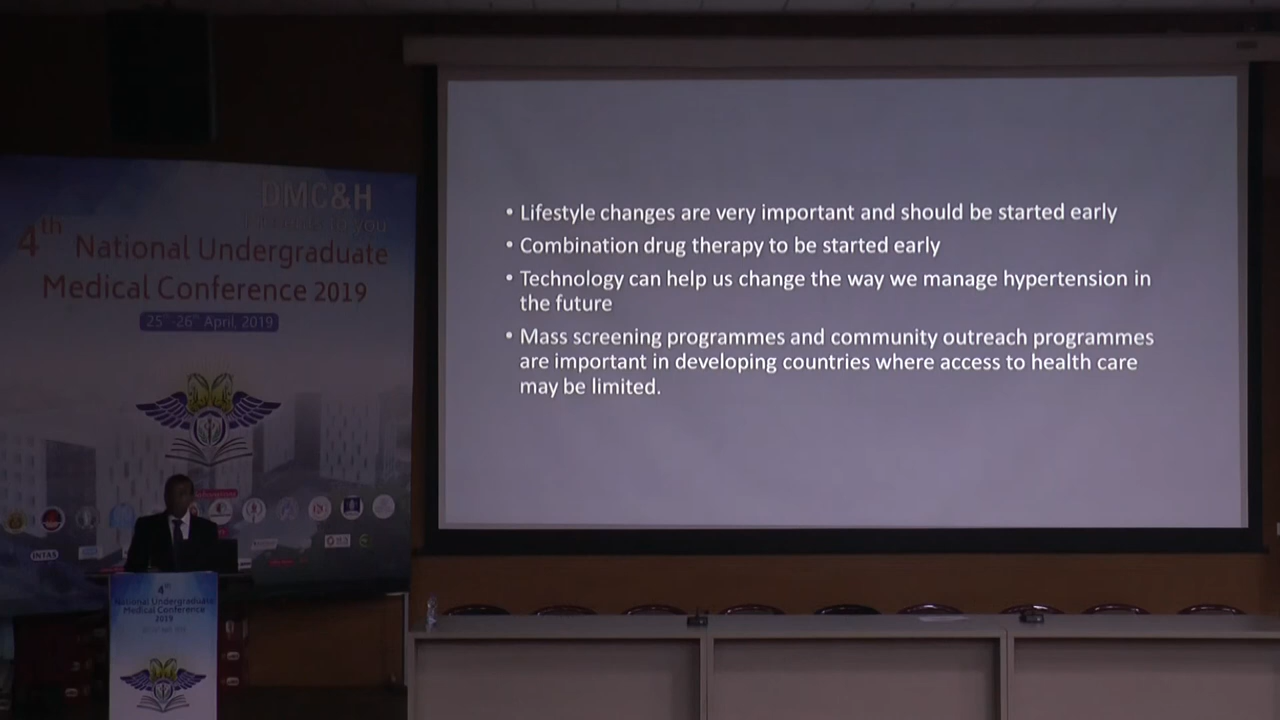 DMC&H
4th
National Undergraduate
Medical Conference 2019
25th-26th April, 2019
INTAS
4th
National Undergraduate
Medical Conference
2019
• Lifestyle changes are very important and should be started early
• Combination drug therapy to be started early
• Technology can help us change the way we manage hypertension in
the future
• Mass screening programmes and community outreach programmes
are important in developing countries where access to health care
may be limited.